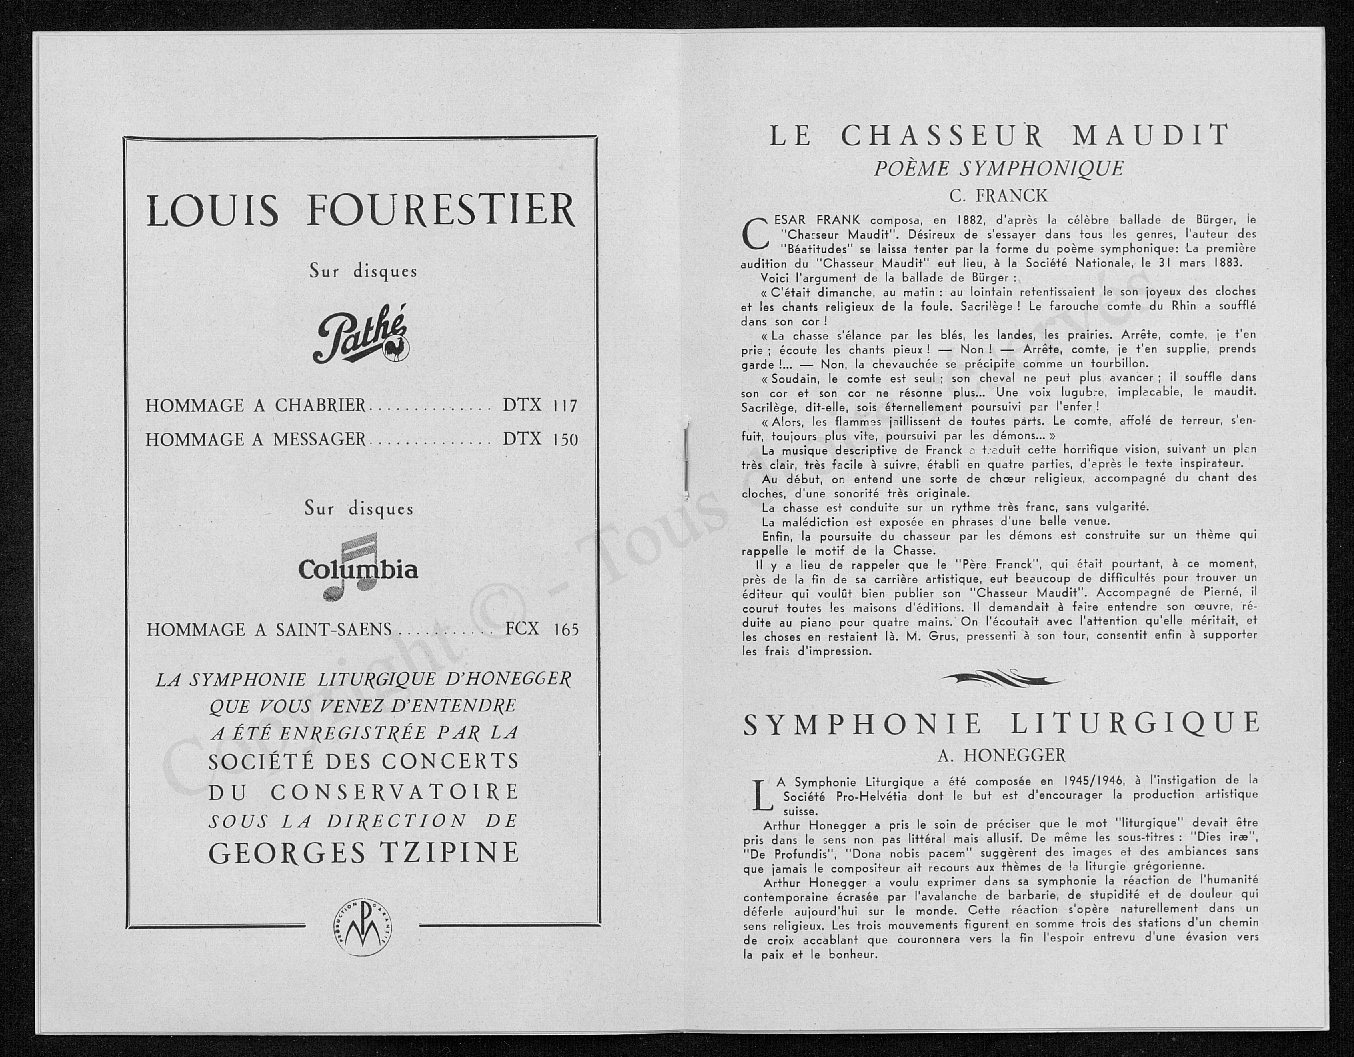 LOUIS FOURESTIER
Sur disques
Pathé
HOMMAGE A CHABRIER.............. DTX 117
HOMMAGE A MESSAGER.............. DTX 150
Sur disques
Columbia
HOMMAGE A SAINT-SAENS........... FCX 165
LA SYMPHONIE LITURGIQUE D'HONEGGER
QUE VOUS VENEZ D'ENTENDRE
A ÉTÉ ENREGISTRÉE PAR LA
SOCIÉTÉ DES CONCERTS
DU CONSERVATOIRE
SOUS LA DIRECTION DE
GEORGES TZIPINE
LE CHASSEUR MAUDIT
POÈME SYMPHONIQUE
C. FRANCK
CESAR FRANK composa, en 1882, d'après la célèbre ballade de Bürger, le
"Chasseur Maudit". Désireux de s'essayer dans tous les genres, l'auteur des
"Béatitudes" se laissa tenter par la forme du poème symphonique: La première
audition du "Chasseur Maudit" eut lieu, à la Société Nationale, le 31 mars 1883.
Voici l'argument de la ballade de Bürger :
« C'était dimanche, au matin : au lointain retentissaient le son joyeux des cloches
et les chants religieux de la foule. Sacrilège ! Le farouche comte du Rhin a soufflé
dans son cor !
« La chasse s'élance par les blés, les landes, les prairies. Arrête, comte, je t'en
prie ; écoute les chants pieux ! — Non ! — Arrête, comte, je t'en supplie, prends
garde !... — Non, la chevauchée se précipite comme un tourbillon.
« Soudain, le comte est seul ; son cheval ne peut plus avancer ; il souffle dans
son cor et son cor ne résonne plus... Une voix lugubre, implacable, le maudit.
Sacrilège, dit-elle, sois éternellement poursuivi par l'enfer !
« Alors, les flammes jaillissent de toutes parts. Le comte, affolé de terreur, s'en-
fuit, toujours plus vite, poursuivi par les démons... »
La musique descriptive de Franck a traduit cette horrifique vision, suivant un plan
très clair, très facile à suivre, établi en quatre parties, d'après le texte inspirateur.
Au début, on entend une sorte de chœur religieux, accompagné du chant des
cloches, d'une sonorité très originale.
La chasse est conduite sur un rythme très franc, sans vulgarité.
La malédiction est exposée en phrases d'une belle venue.
Enfin, la poursuite du chasseur par les démons est construite sur un thème qui
rappelle le motif de la Chasse.
Il y a lieu de rappeler que le "Père Franck", qui était pourtant, à ce moment,
près de la fin de sa carrière artistique, eut beaucoup de difficultés pour trouver un
éditeur qui voulût bien publier son "Chasseur Maudit". Accompagné de Pierné, il
courut toutes les maisons d'éditions. Il demandait à faire entendre son œuvre, ré-
duite au piano pour quatre mains. On l'écoutait avec l'attention qu'elle méritait, et
les choses en restaient là. M. Grus, pressenti à son tour, consentit enfin à supporter
les frais d'impression.
SYMPHONIE LITURGIQUE
A. HONEGGER
LA Symphonie Liturgique a été composée en 1945/1946, à l'instigation de la
Société Pro-Helvétia dont le but est d'encourager la production artistique
suisse.
Arthur Honegger a pris le soin de préciser que le mot "liturgique" devait être
pris dans le sens non pas littéral mais allusif. De même les sous-titres : "Dies iræ",
"De Profundis", "Dona nobis pacem" suggèrent des images et des ambiances sans
que jamais le compositeur ait recours aux thèmes de la liturgie grégorienne.
Arthur Honegger a voulu exprimer dans sa symphonie la réaction de l'humanité
contemporaine écrasée par l'avalanche de barbarie, de stupidité et de douleur qui
déferle aujourd'hui sur le monde. Cette réaction s'opère naturellement dans un
sens religieux. Les trois mouvements figurent en somme trois des stations d'un chemin
de croix accablant que couronnera vers la fin l'espoir entrevu d'une évasion vers
la paix et le bonheur.
Copyright © - Tous droits réservés